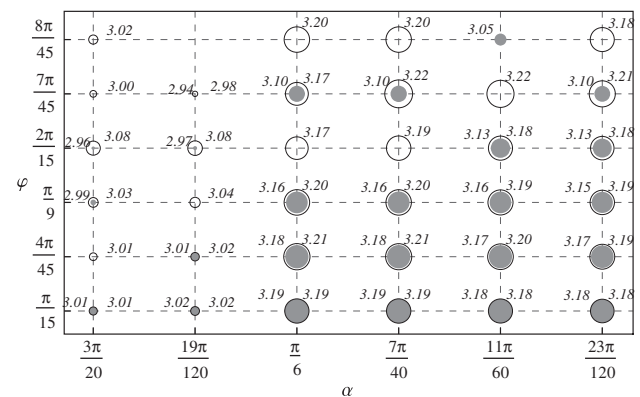 8π/45 3.02 3.20 3.20 3.05 3.18
7π/45 3.00 2.94 2.98 3.10 3.17 3.10 3.22 3.22 3.10 3.21
2π/15 2.96 3.08 2.97 3.08 3.17 3.19 3.13 3.18 3.13 3.18
φ
π/9 2.99 3.03 3.04 3.16 3.20 3.16 3.20 3.16 3.19 3.15 3.19
4π/45 3.01 3.01 3.02 3.18 3.21 3.18 3.21 3.17 3.20 3.17 3.19
π/15 3.01 3.01 3.02 3.02 3.19 3.19 3.19 3.19 3.18 3.18 3.18 3.18
3π/20 19π/120 π/6 7π/40 11π/60 23π/120
α